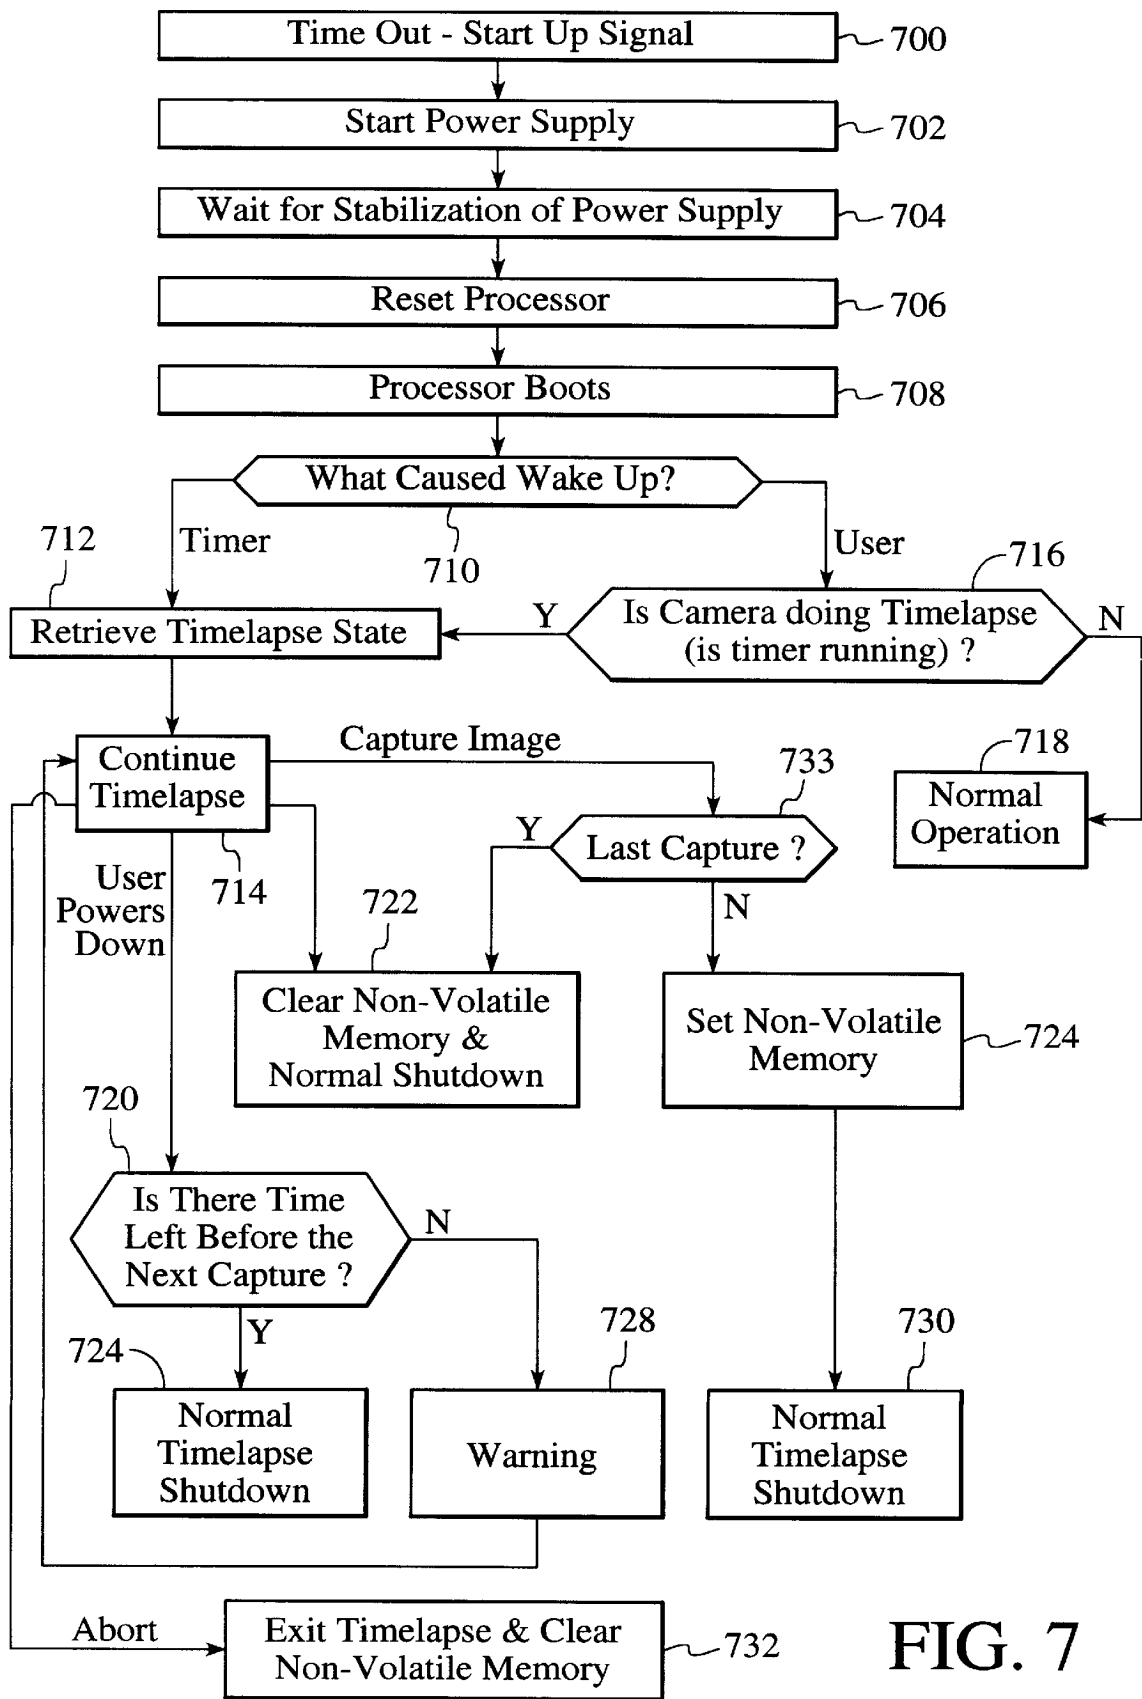 Time Out - Start Up Signal
700
Start Power Supply
702
Wait for Stabilization of Power Supply
704
Reset Processor
706
Processor Boots
708
What Caused Wake Up?
710
Timer
User
712
Retrieve Timelapse State
716
Is Camera doing Timelapse
(is timer running) ?
Y
N
Continue
Timelapse
714
Capture Image
733
Last Capture ?
Y
N
718
Normal
Operation
User
Powers
Down
722
Clear Non-Volatile
Memory &
Normal Shutdown
Set Non-Volatile
Memory
724
720
Is There Time
Left Before the
Next Capture ?
N
Y
724
Normal
Timelapse
Shutdown
728
Warning
730
Normal
Timelapse
Shutdown
Abort
Exit Timelapse & Clear
Non-Volatile Memory
732
FIG. 7